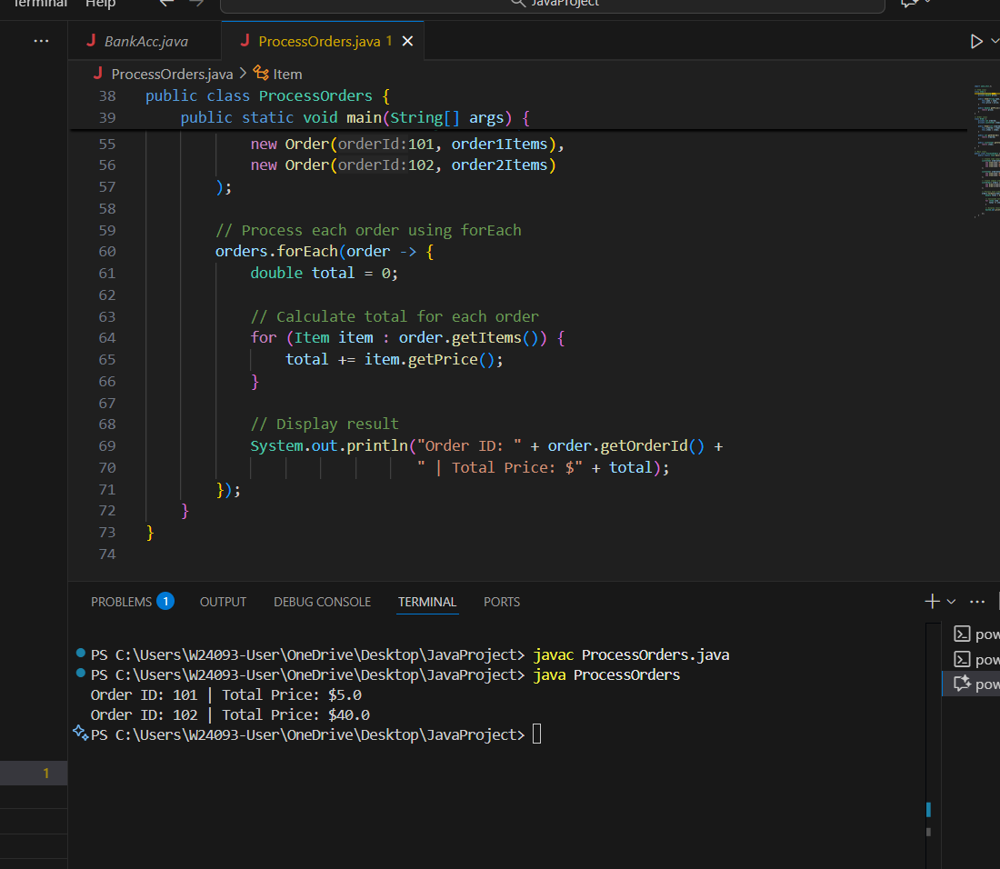 Terminal Help JavaProject
BankAcc.java ProcessOrders.java 1
ProcessOrders.java > Item
38 public class ProcessOrders {
39 public static void main(String[] args) {
55 new Order(orderId:101, order1Items),
56 new Order(orderId:102, order2Items)
57 );
58
59 // Process each order using forEach
60 orders.forEach(order -> {
61 double total = 0;
62
63 // Calculate total for each order
64 for (Item item : order.getItems()) {
65 total += item.getPrice();
66 }
67
68 // Display result
69 System.out.println("Order ID: " + order.getOrderId() +
70 " | Total Price: $" + total);
71 });
72 }
73 }
74
PROBLEMS 1 OUTPUT DEBUG CONSOLE TERMINAL PORTS
PS C:\Users\W24093-User\OneDrive\Desktop\JavaProject> javac ProcessOrders.java
PS C:\Users\W24093-User\OneDrive\Desktop\JavaProject> java ProcessOrders
Order ID: 101 | Total Price: $5.0
Order ID: 102 | Total Price: $40.0
PS C:\Users\W24093-User\OneDrive\Desktop\JavaProject>
pow
pow
pow
1